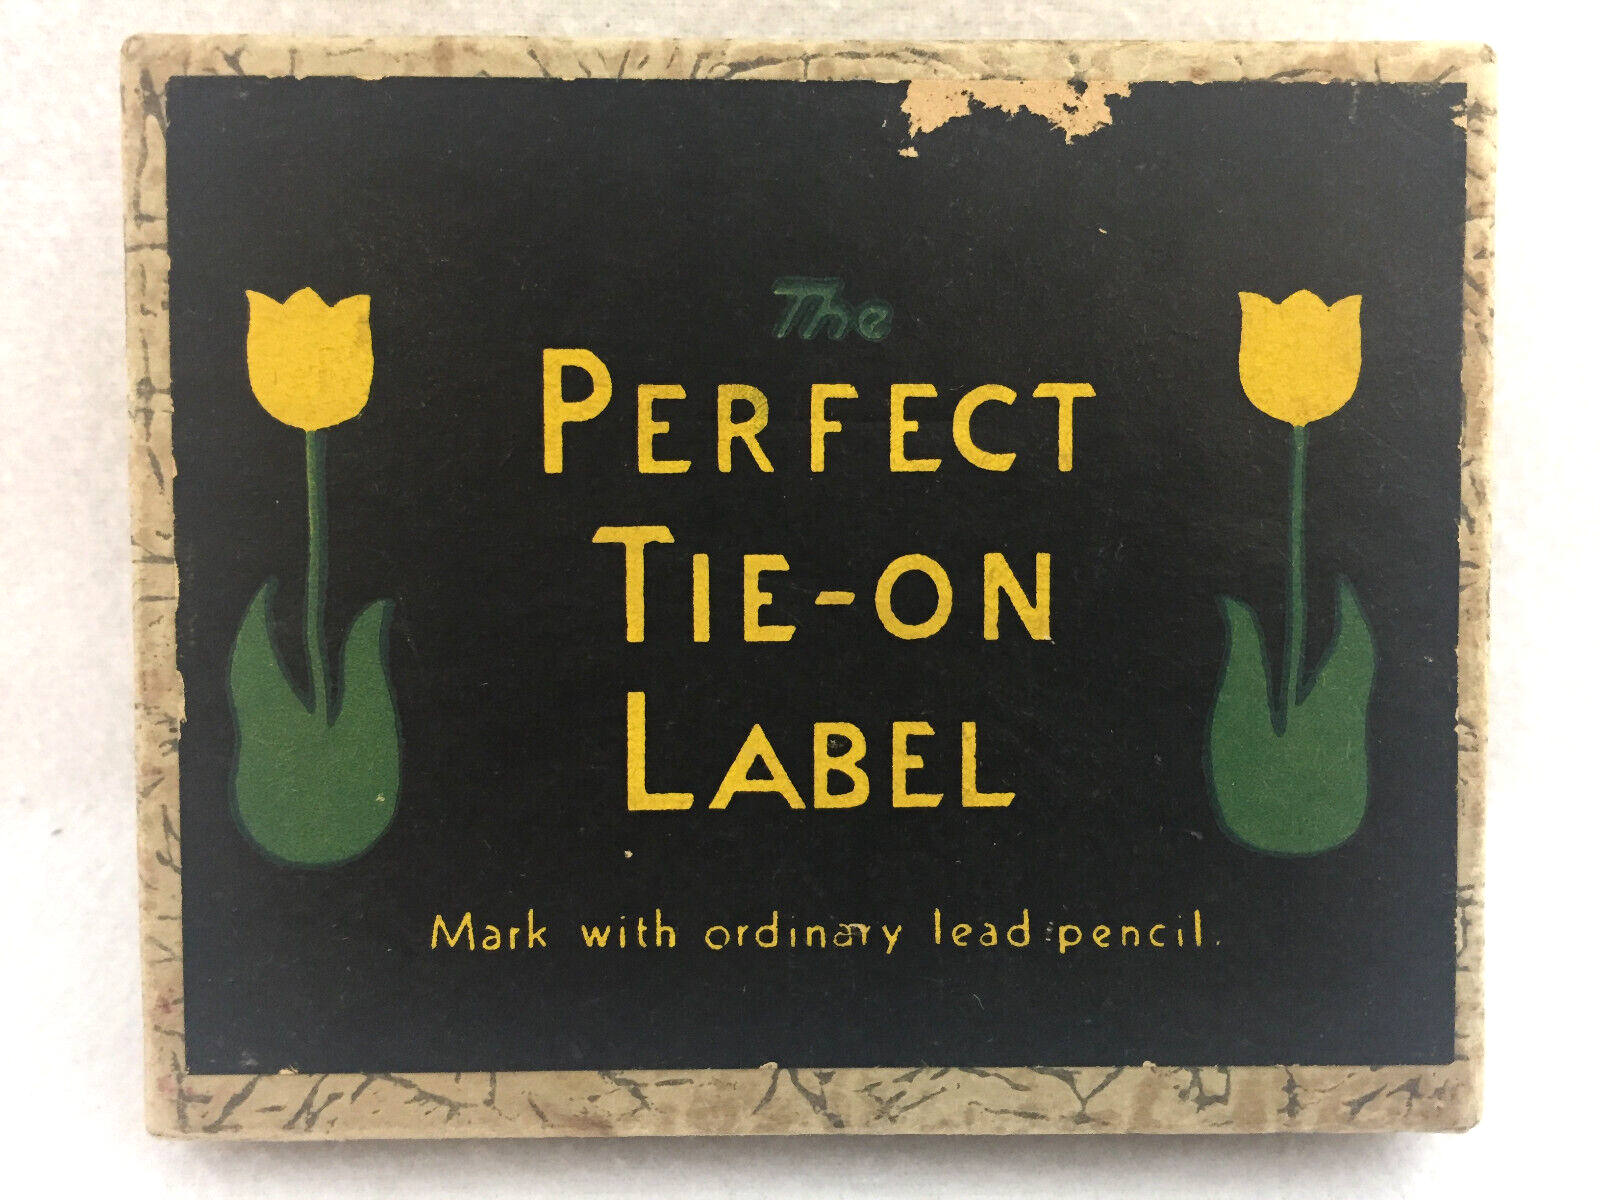 The
PERFECT
TIE-ON
LABEL
Mark with ordinary lead pencil.